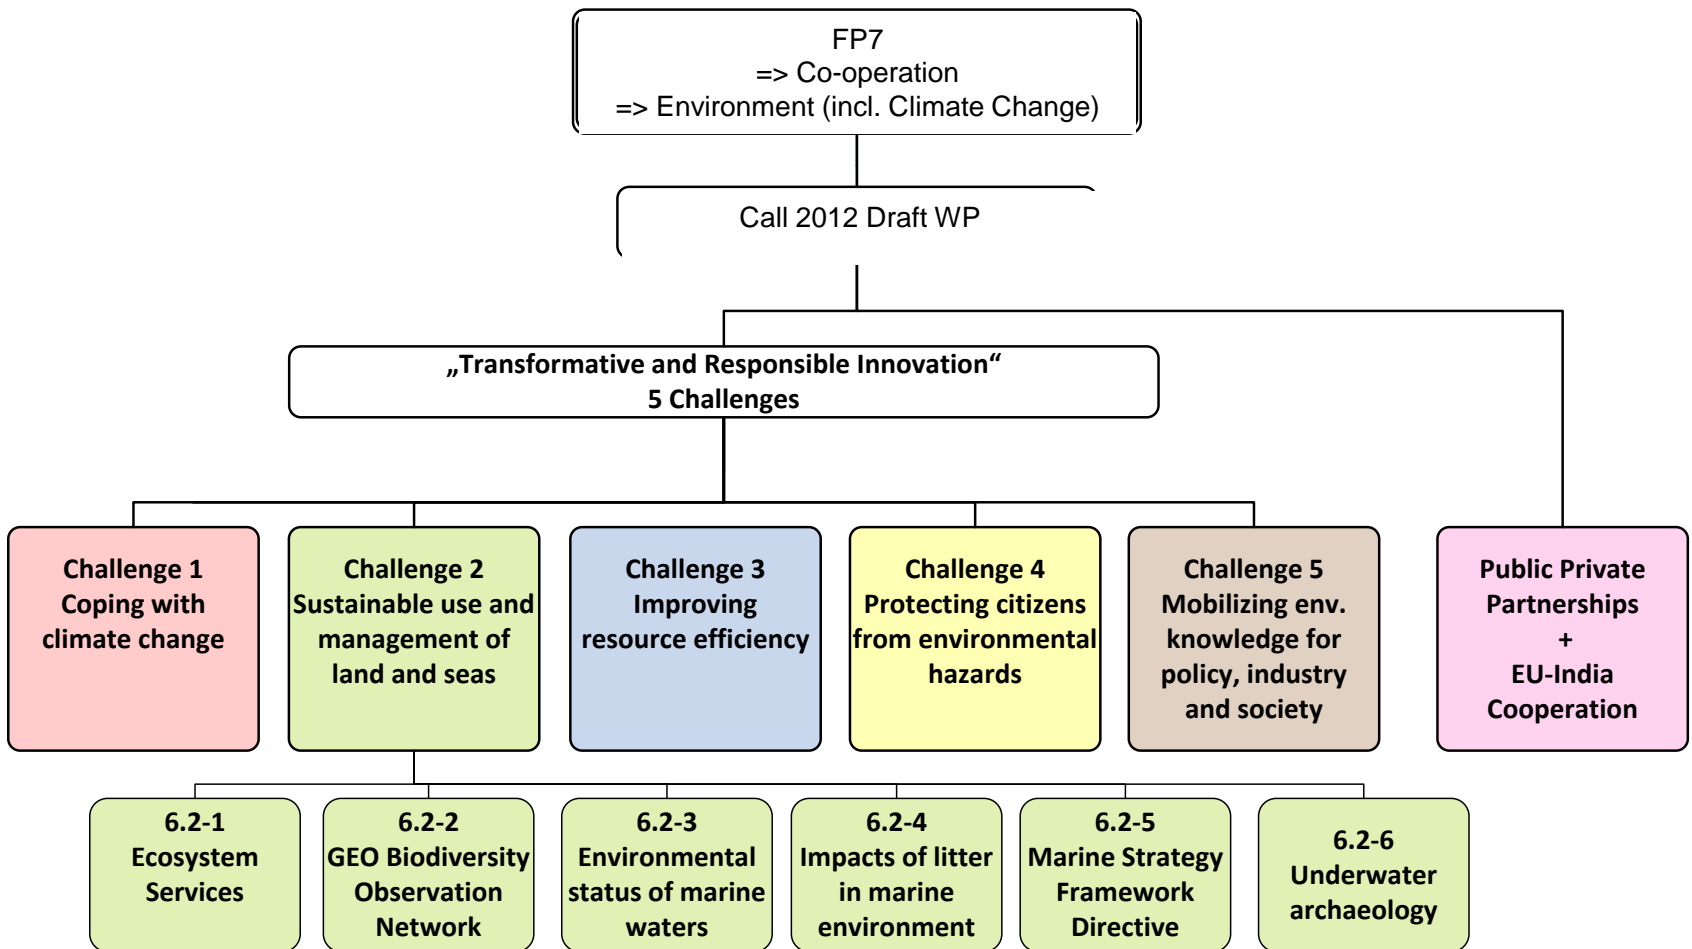 FP7
=> Co-operation
=> Environment (incl. Climate Change)
Call 2012 Draft WP
„Transformative and Responsible Innovation“
5 Challenges
Challenge 1
Coping with
climate change
Challenge 2
Sustainable use and
management of
land and seas
Challenge 3
Improving
resource efficiency
Challenge 4
Protecting citizens
from environmental
hazards
Challenge 5
Mobilizing env.
knowledge for
policy, industry
and society
Public Private
Partnerships
+
EU-India
Cooperation
6.2-1
Ecosystem
Services
6.2-2
GEO Biodiversity
Observation
Network
6.2-3
Environmental
status of marine
waters
6.2-4
Impacts of litter
in marine
environment
6.2-5
Marine Strategy
Framework
Directive
6.2-6
Underwater
archaeology